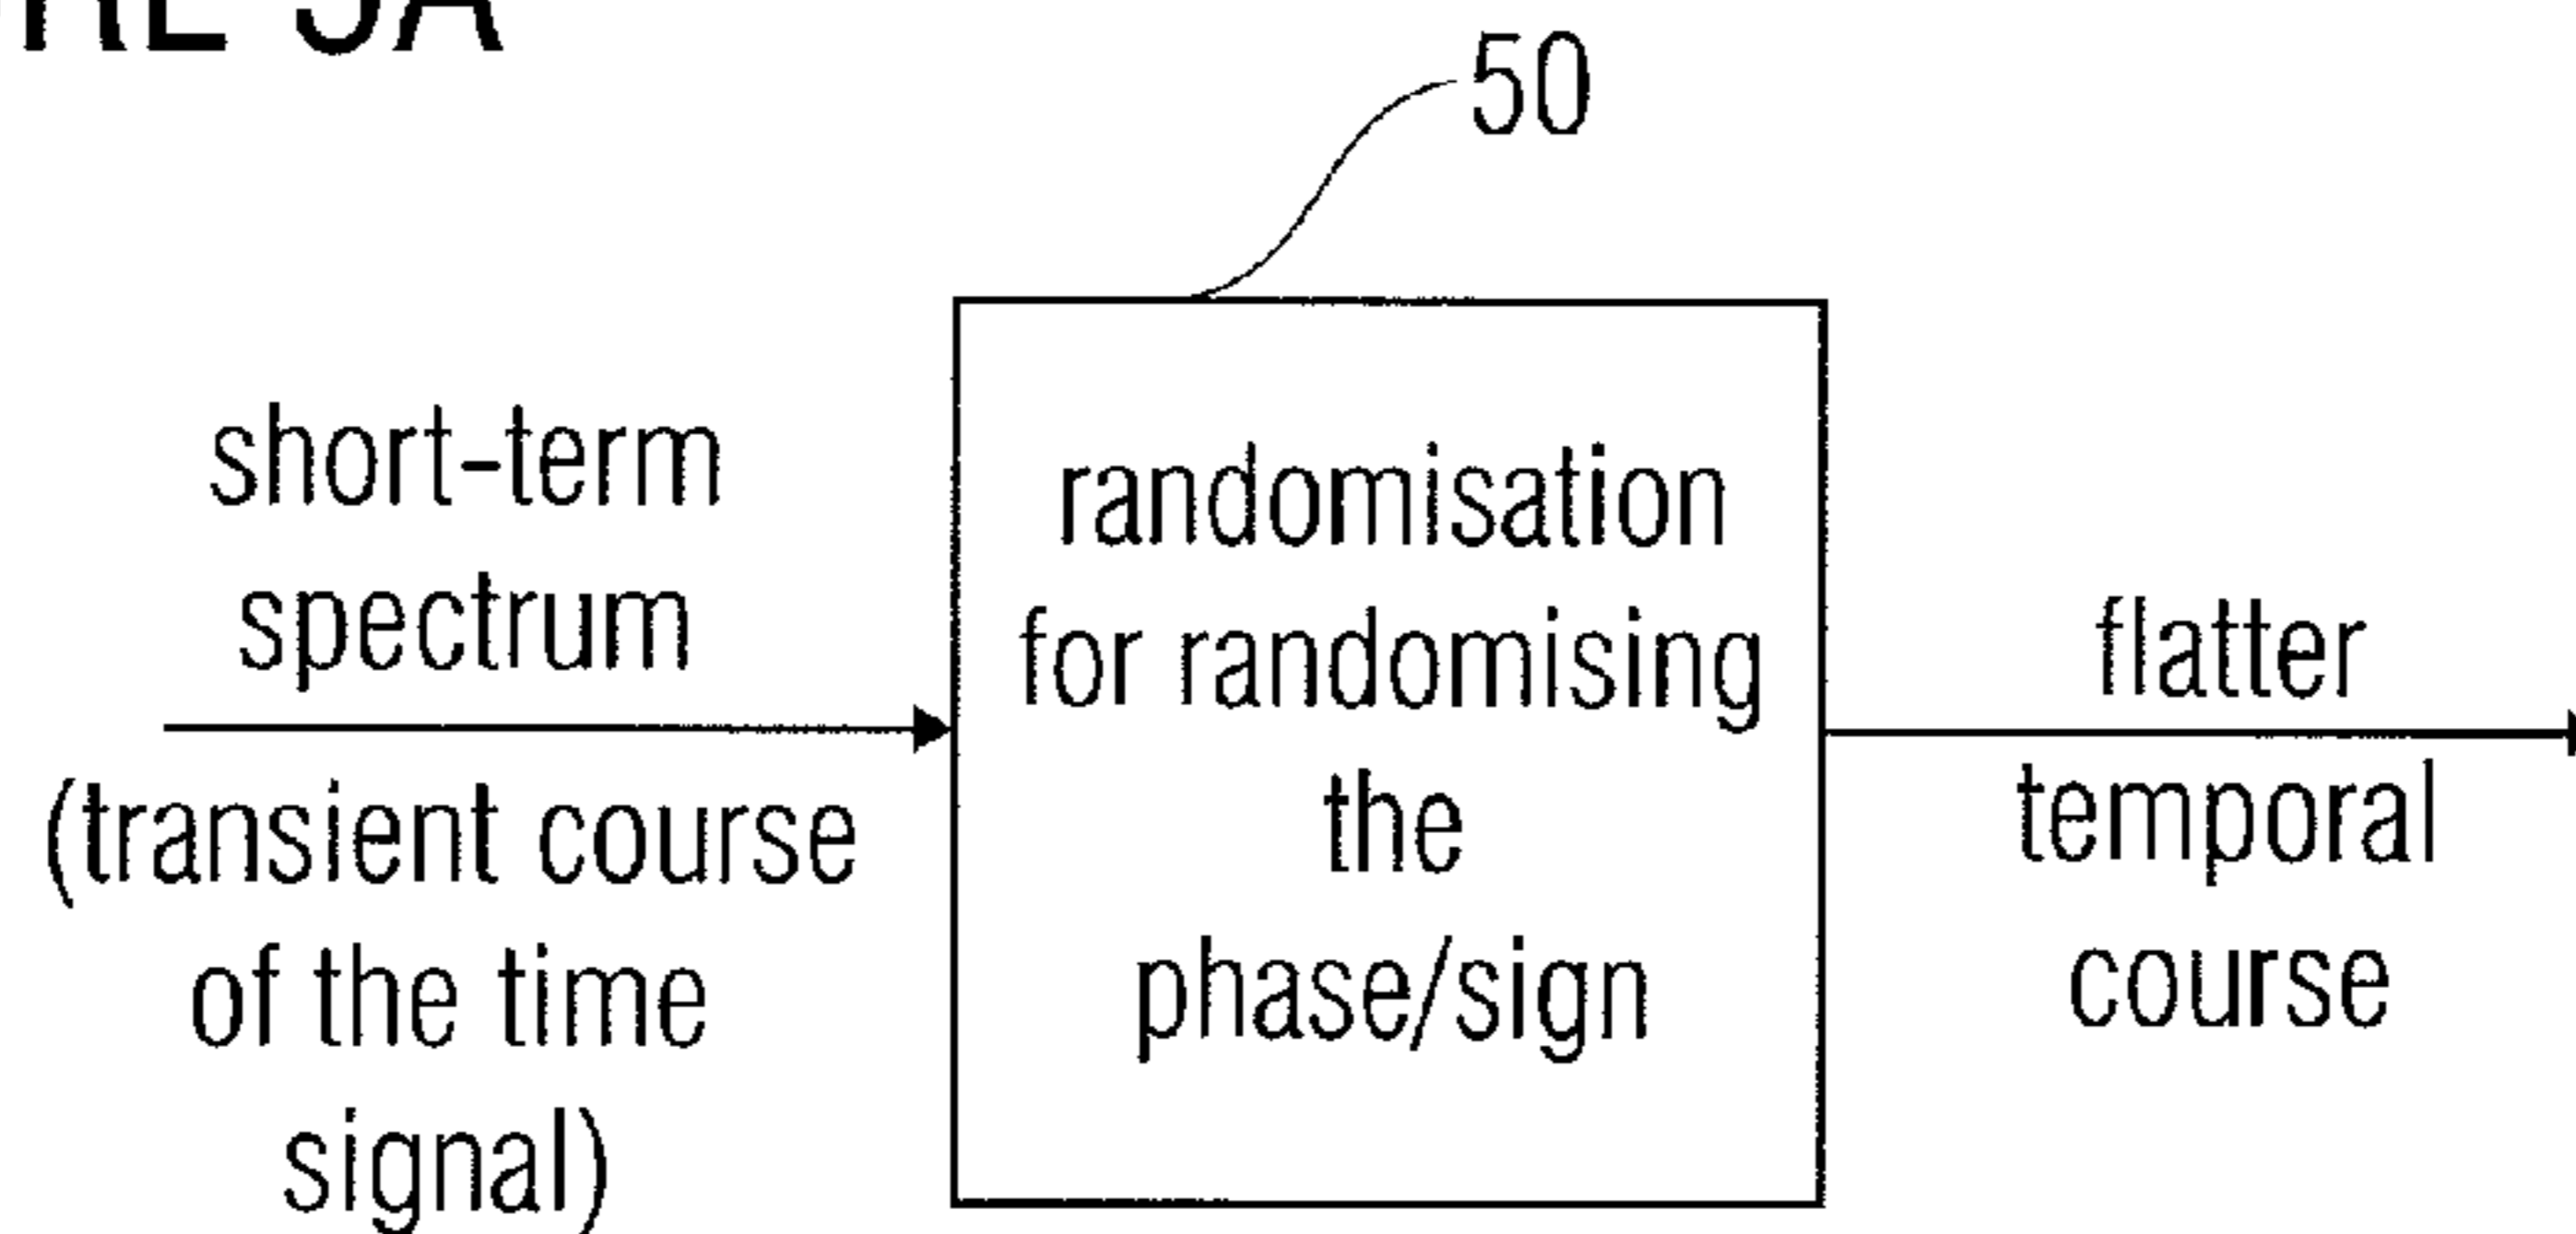 5A
50
short-term
spectrum
(transient course
of the time
signal)
randomisation
for randomising
the
phase/sign
flatter
temporal
course